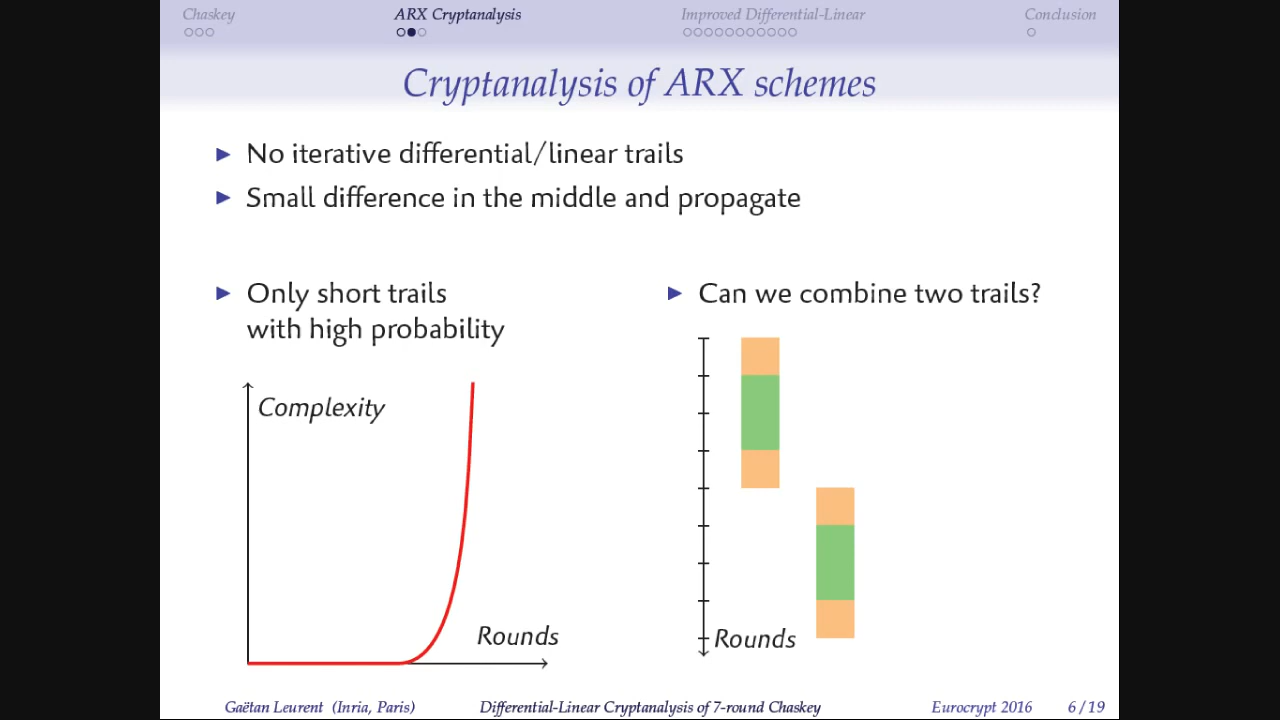 Chaskey ARX Cryptanalysis Improved Differential-Linear Conclusion
Cryptanalysis of ARX schemes
No iterative differential/linear trails
Small difference in the middle and propagate
Only short trails
with high probability
Complexity
Rounds
Can we combine two trails?
Rounds
Gaëtan Leurent (Inria, Paris) Differential-Linear Cryptanalysis of 7-round Chaskey Eurocrypt 2016 6 / 19